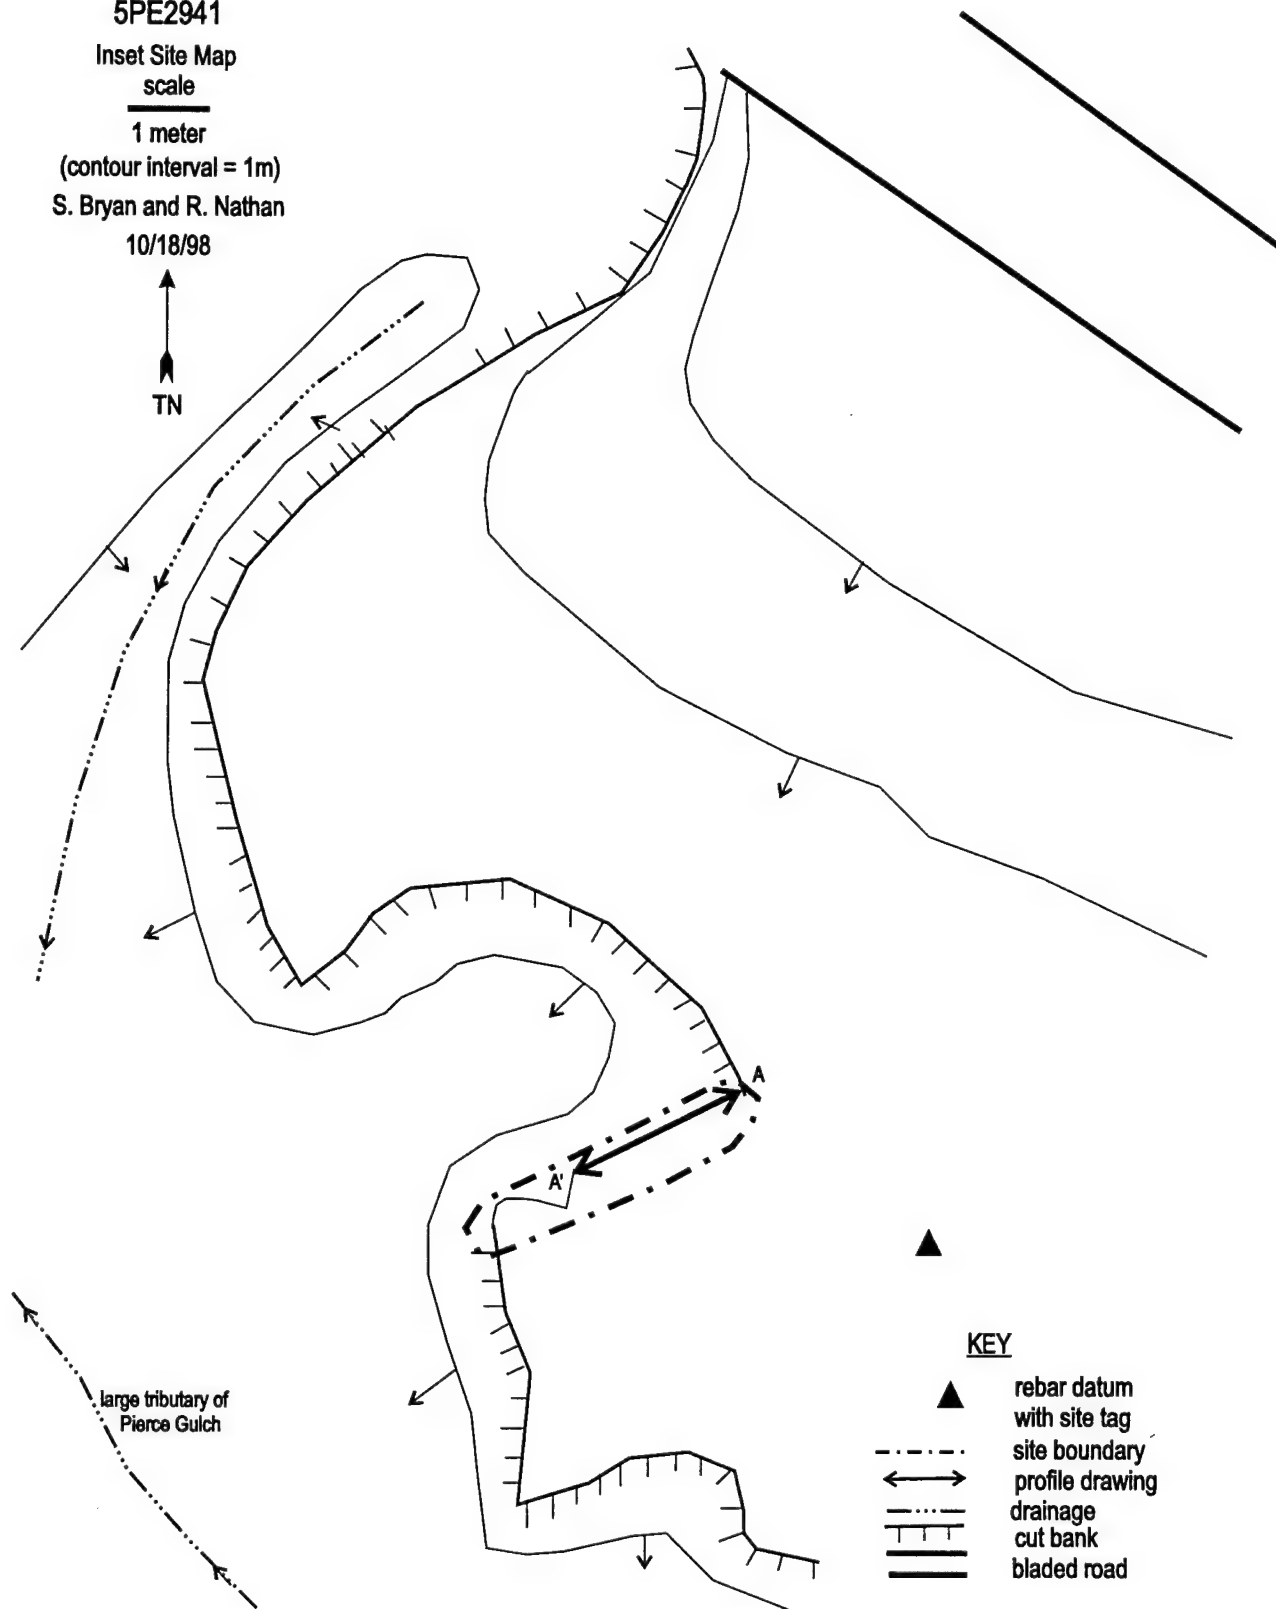 5PE2941
Inset Site Map
scale
1 meter
(contour interval = 1m)
S. Bryan and R. Nathan
10/18/98
TN
A
A'
large tributary of
Pierce Gulch
KEY
rebar datum
with site tag
site boundary
profile drawing
drainage
cut bank
bladed road